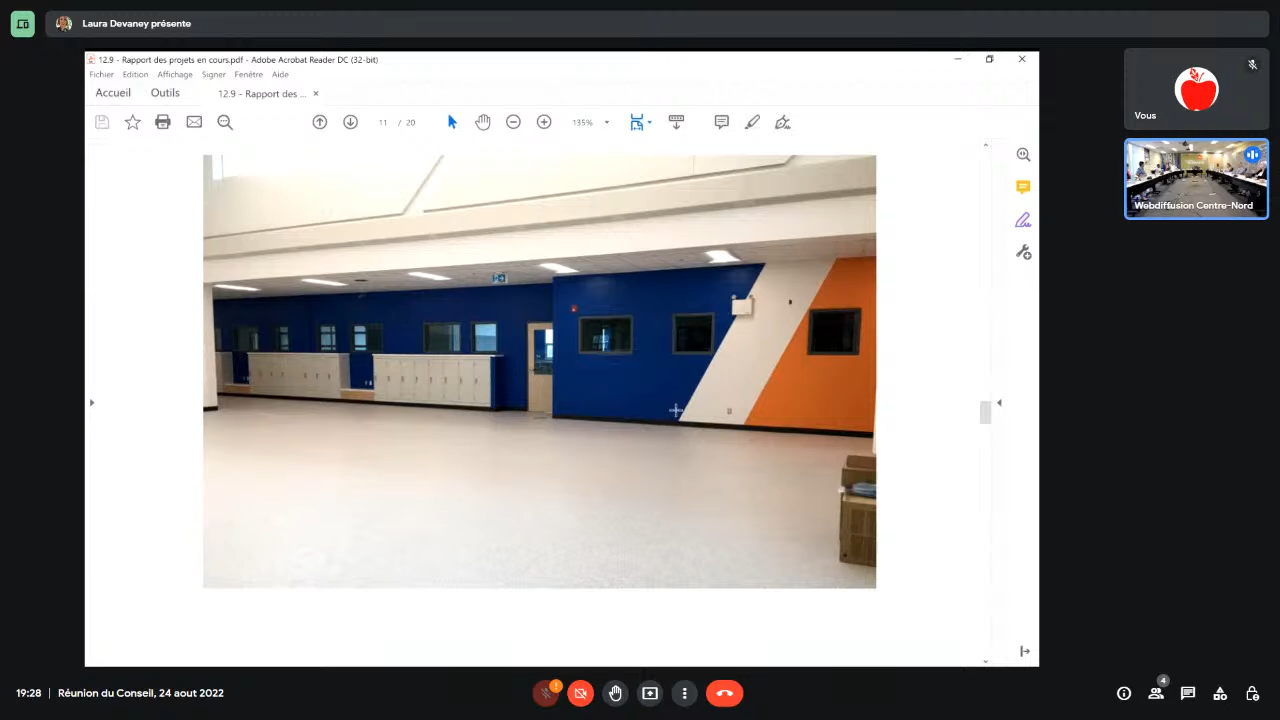 Laura Devaney présente
12.9 - Rapport des projets en cours.pdf - Adobe Acrobat Reader DC (32-bit)
Fichier Edition Affichage Signer Fenêtre Aide
Accueil Outils 12.9 - Rapport des ... ×
11 / 20 135%
Vous
Webdiffusion Centre-Nord
19:28 | Réunion du Conseil, 24 aout 2022
4